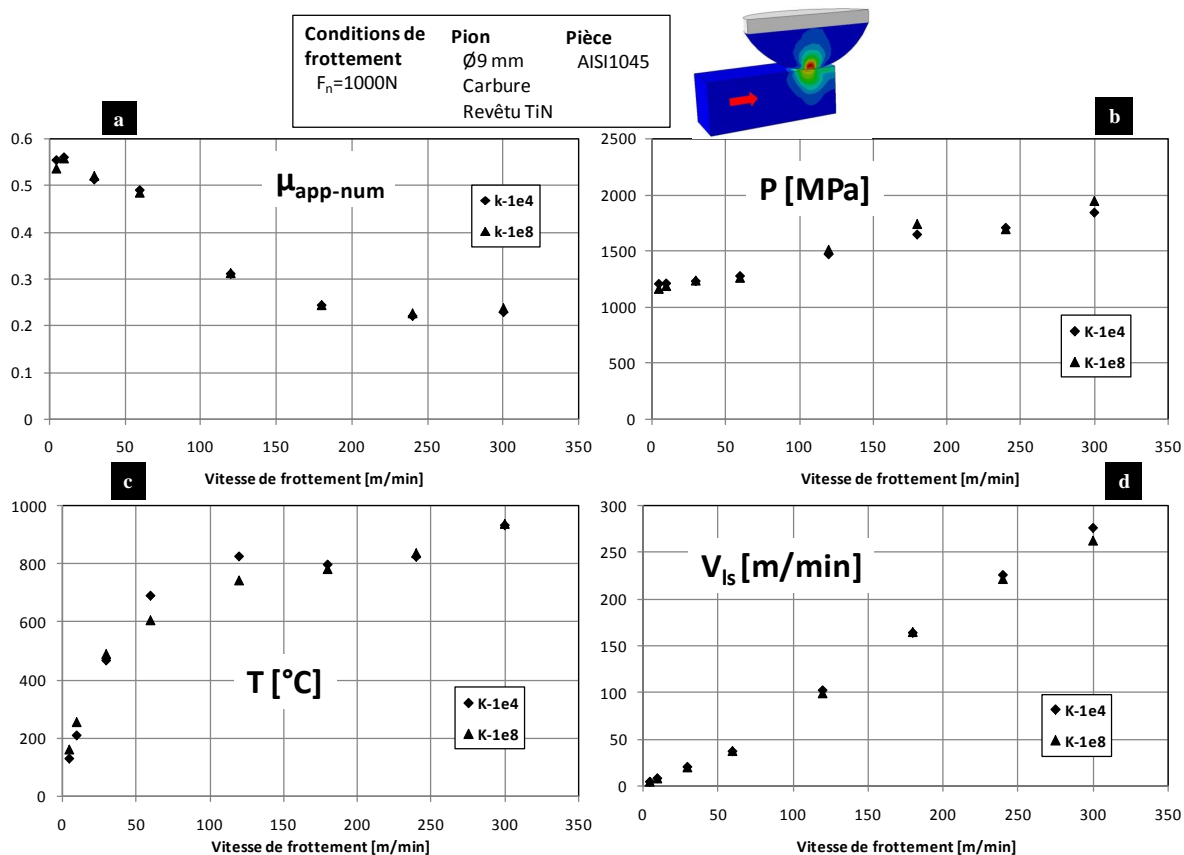 Conditions de frottement
F_n=1000N
Pion
Ø9 mm
Carbure
Revêtu TiN
Pièce
AISI1045
a
0.6
0.5
0.4
0.3
0.2
0.1
0
μ_app-num
k-1e4
k-1e8
0 50 100 150 200 250 300 350
Vitesse de frottement [m/min]
b
2500
2000
1500
1000
500
0
P [MPa]
K-1e4
K-1e8
0 50 100 150 200 250 300 350
Vitesse de frottement [m/min]
c
1000
800
600
400
200
0
T [°C]
K-1e4
K-1e8
0 50 100 150 200 250 300 350
Vitesse de frottement [m/min]
d
300
250
200
150
100
50
0
V_ls [m/min]
K-1e4
K-1e8
0 50 100 150 200 250 300 350
Vitesse de frottement [m/min]